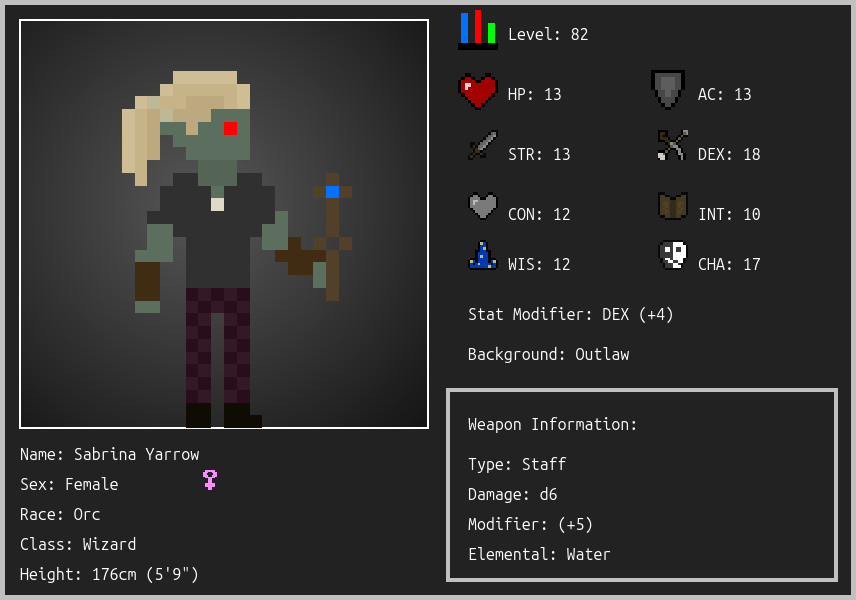 Level: 82
HP: 13
AC: 13
STR: 13
DEX: 18
CON: 12
INT: 10
WIS: 12
CHA: 17
Stat Modifier: DEX (+4)
Background: Outlaw
Weapon Information:
Type: Staff
Damage: d6
Modifier: (+5)
Elemental: Water
Name: Sabrina Yarrow
Sex: Female
Race: Orc
Class: Wizard
Height: 176cm (5'9")